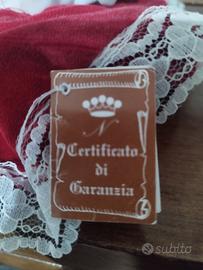 N
Certificato
di
Garanzia
subito